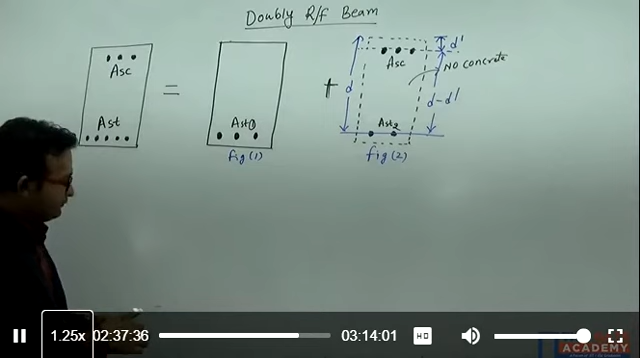 Doubly R/f Beam
Asc
Ast
=
Ast①
fig(1)
+
d
Asc
Ast2
fig(2)
d'
NO concrete
d-d'
1.25x
02:37:36
03:14:01
HD
ACADEMY